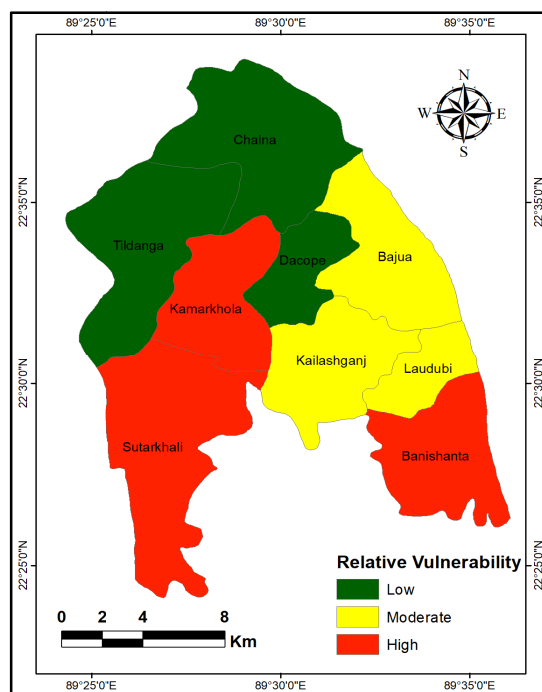 89°25'0"E 89°30'0"E 89°35'0"E
N
W E
S
Chalna
22°35'0"N 22°35'0"N
Tildanga
Dacope
Bajua
Kamarkhola
Kailashganj
Laudubi
22°30'0"N 22°30'0"N
Sutarkhali
Banishanta
22°25'0"N 22°25'0"N
Relative Vulnerability
Low
Moderate
High
0 2 4 8
Km
89°25'0"E 89°30'0"E 89°35'0"E